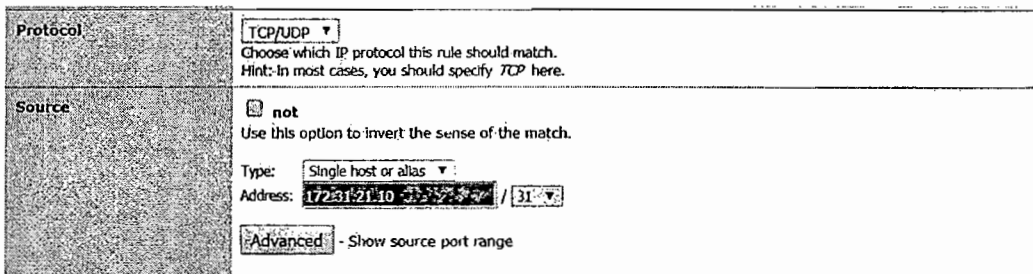 Protocol
TCP/UDP
Choose which IP protocol this rule should match.
Hint: In most cases, you should specify TCP here.
Source
not
Use this option to invert the sense of the match.
Type: Single host or alias
Address: 172.31.21.10 / 31
Advanced - Show source port range